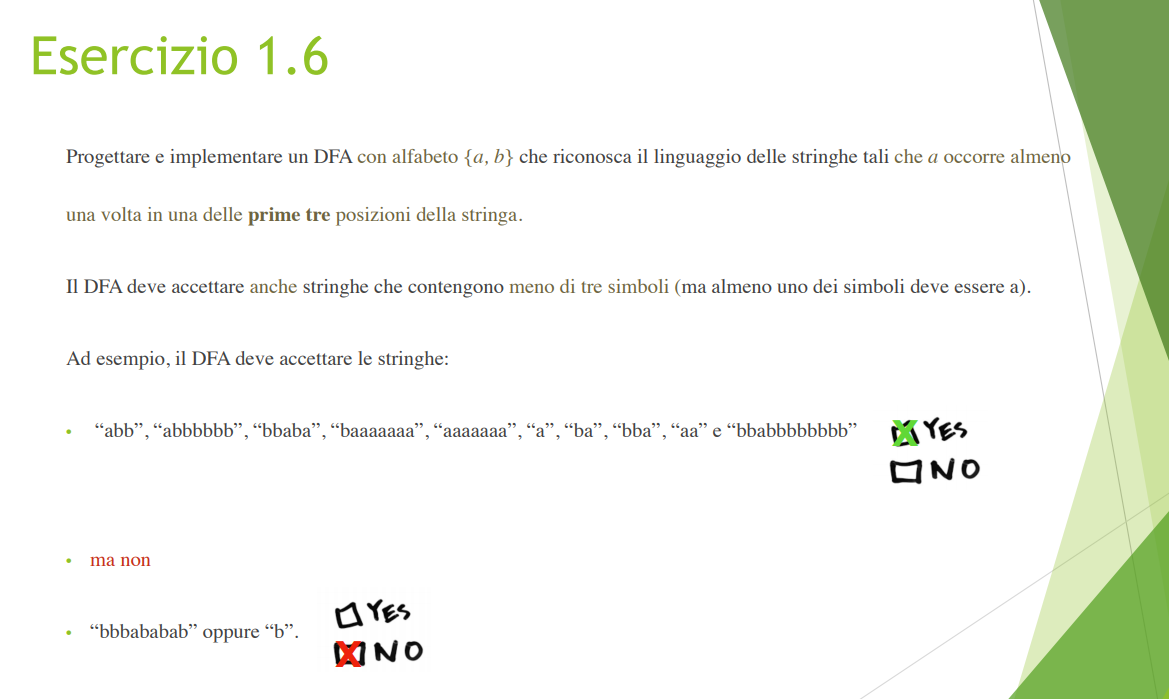 Esercizio 1.6
Progettare e implementare un DFA con alfabeto {a, b} che riconosca il linguaggio delle stringhe tali che a occorre almeno
una volta in una delle prime tre posizioni della stringa.
Il DFA deve accettare anche stringhe che contengono meno di tre simboli (ma almeno uno dei simboli deve essere a).
Ad esempio, il DFA deve accettare le stringhe:
• “abb”, “abbbbbb”, “bbaba”, “baaaaaaa”, “aaaaaaa”, “a”, “ba”, “bba”, “aa” e “bbabbbbbbbb”
YES
NO
• ma non
• “bbbababab” oppure “b”.
YES
NO